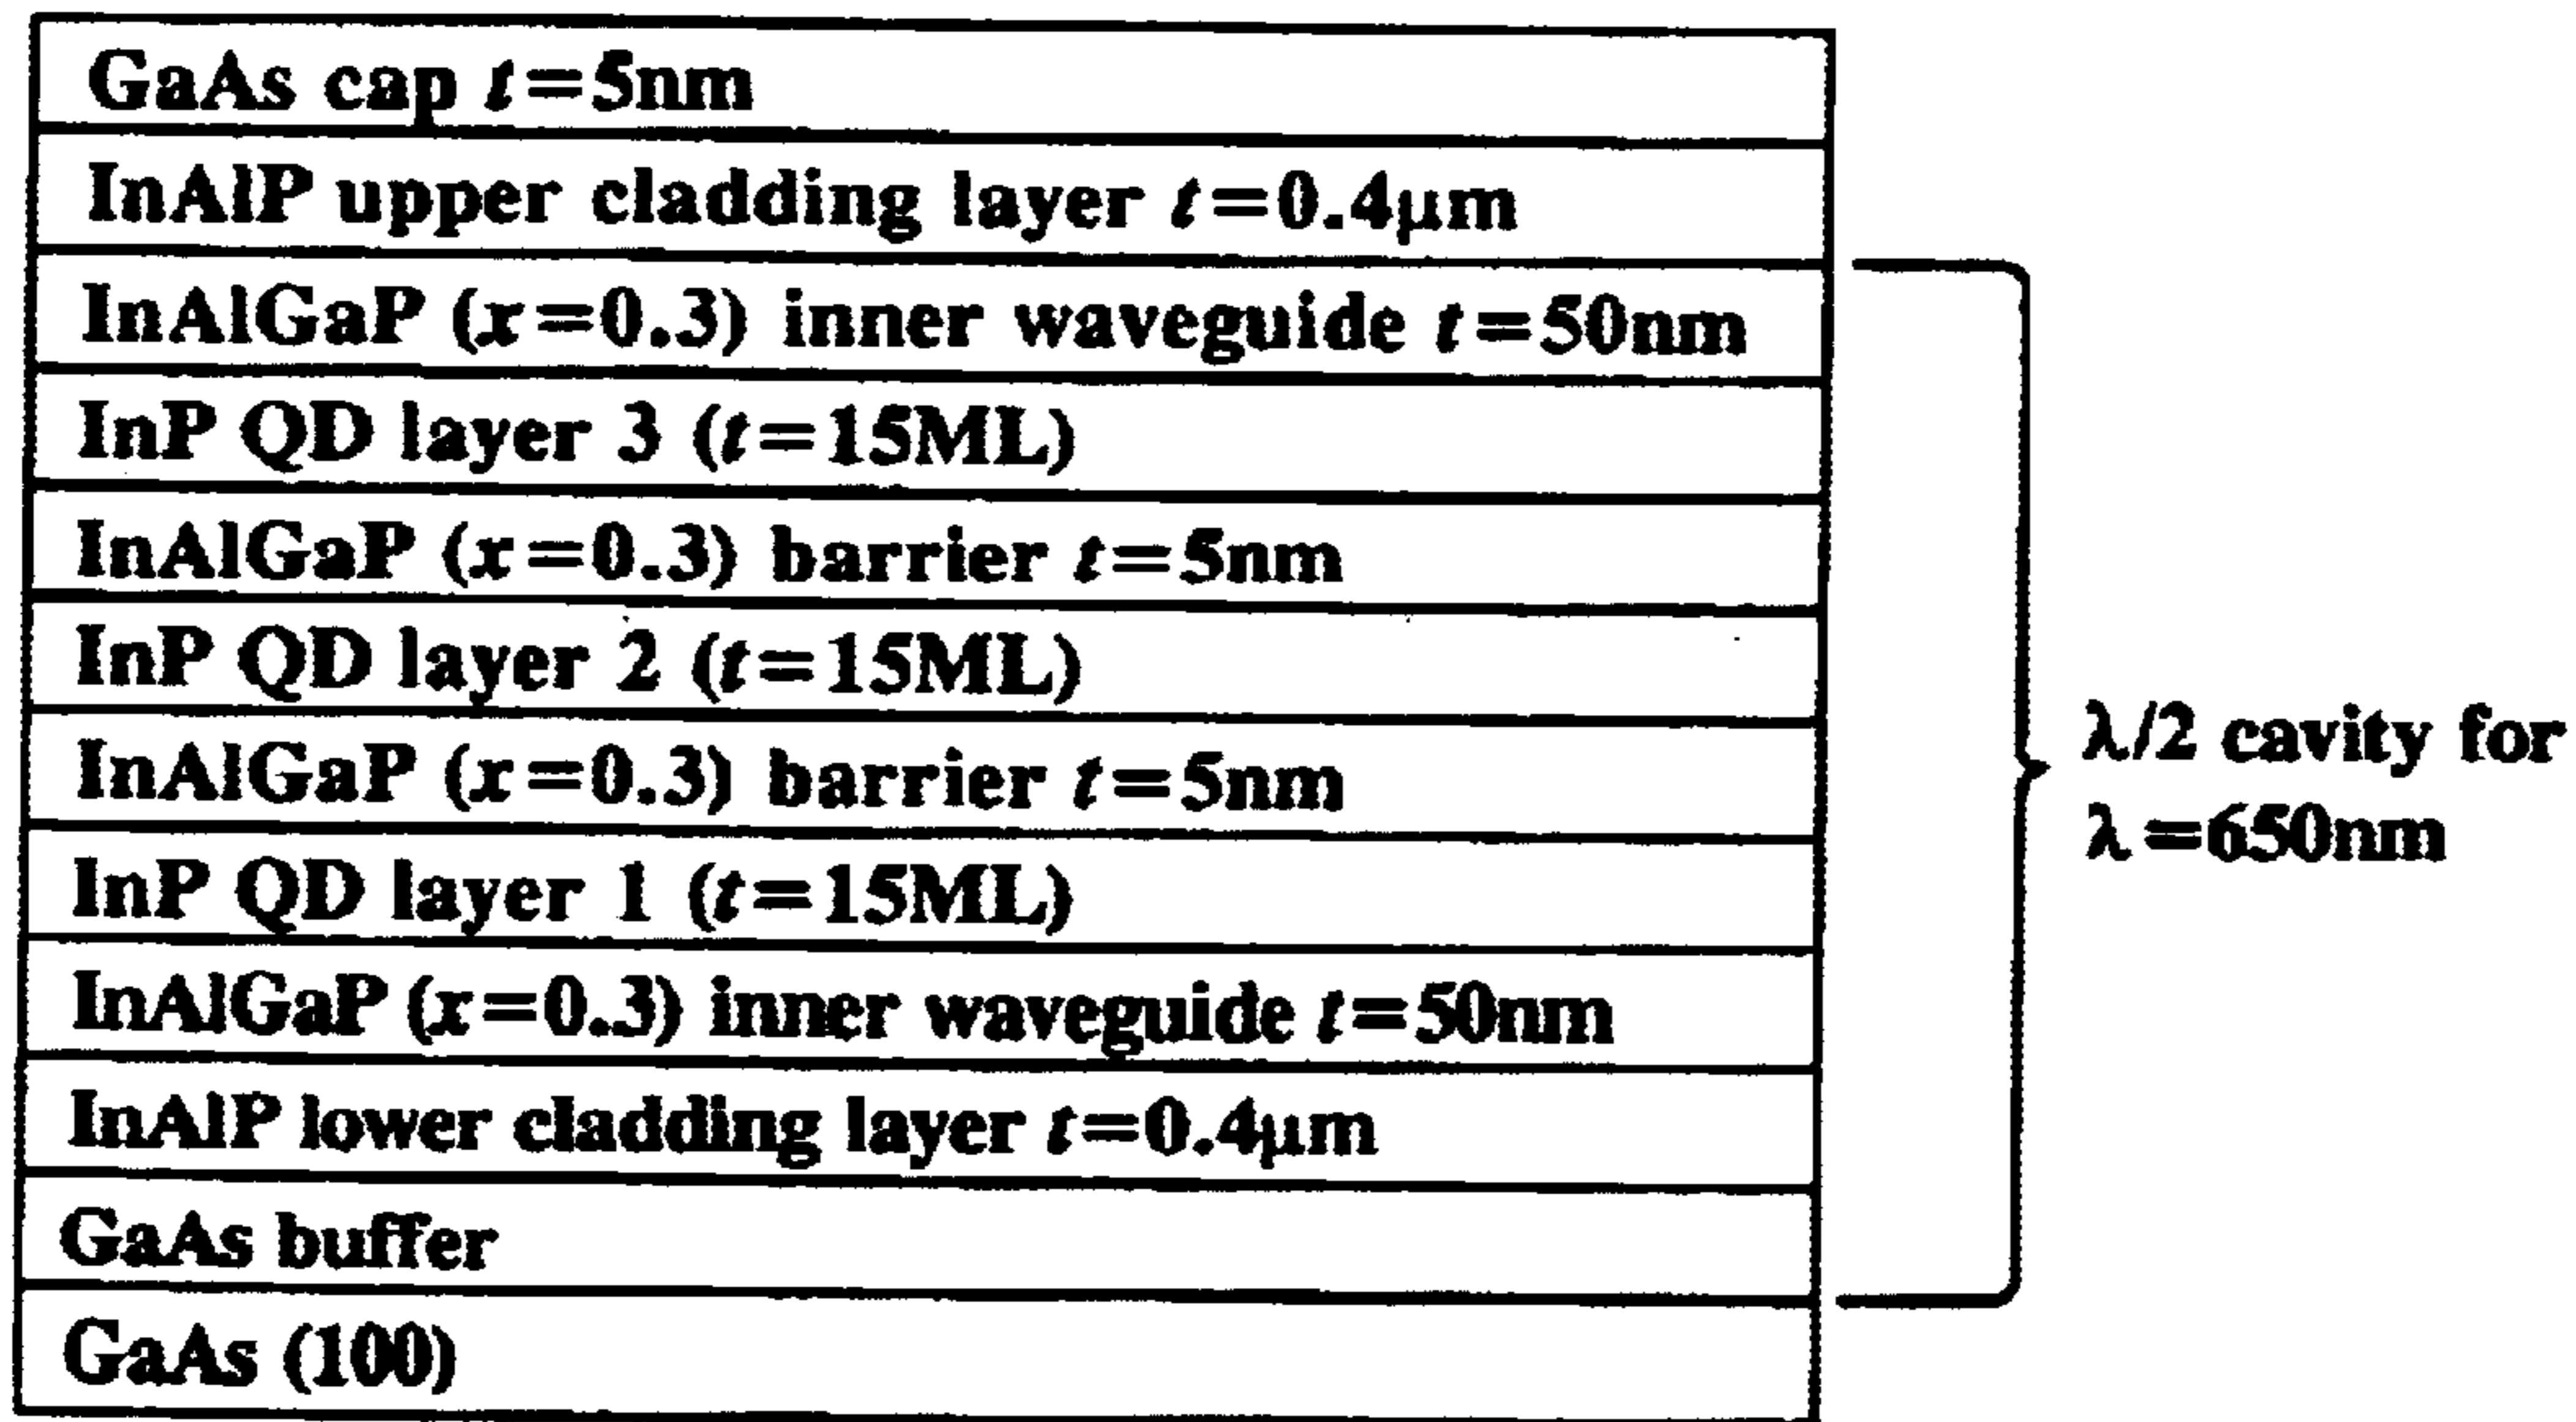 GaAs cap t=5nm
InAlP upper cladding layer t=0.4μm
InAlGaP (x=0.3) inner waveguide t=50nm
InP QD layer 3 (t=15ML)
InAlGaP (x=0.3) barrier t=5nm
InP QD layer 2 (t=15ML)
InAlGaP (x=0.3) barrier t=5nm
InP QD layer 1 (t=15ML)
InAlGaP (x=0.3) inner waveguide t=50nm
InAlP lower cladding layer t=0.4μm
GaAs buffer
GaAs (100)
λ/2 cavity for
λ=650nm